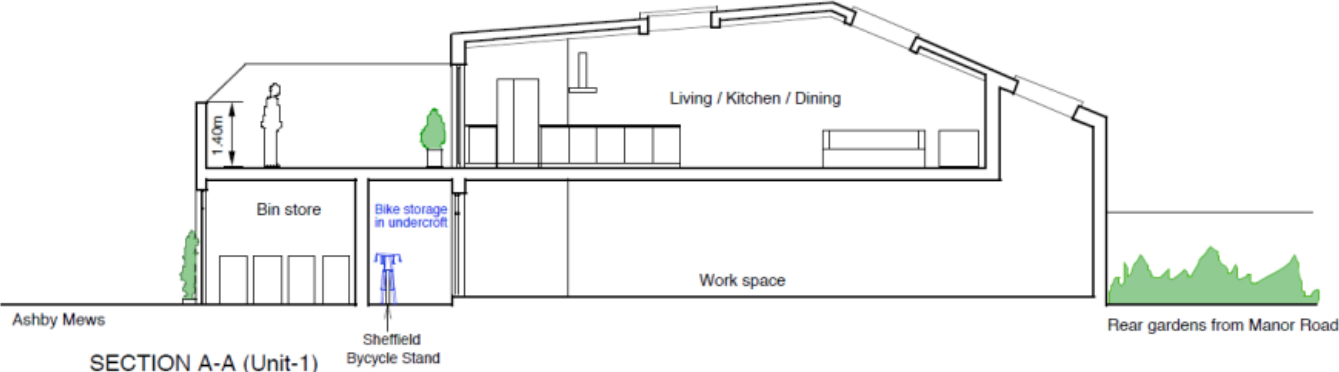 Living / Kitchen / Dining
1.40m
Bin store
Bike storage
in undercroft
Work space
Ashby Mews
Rear gardens from Manor Road
Sheffield
Bycycle Stand
SECTION A-A (Unit-1)